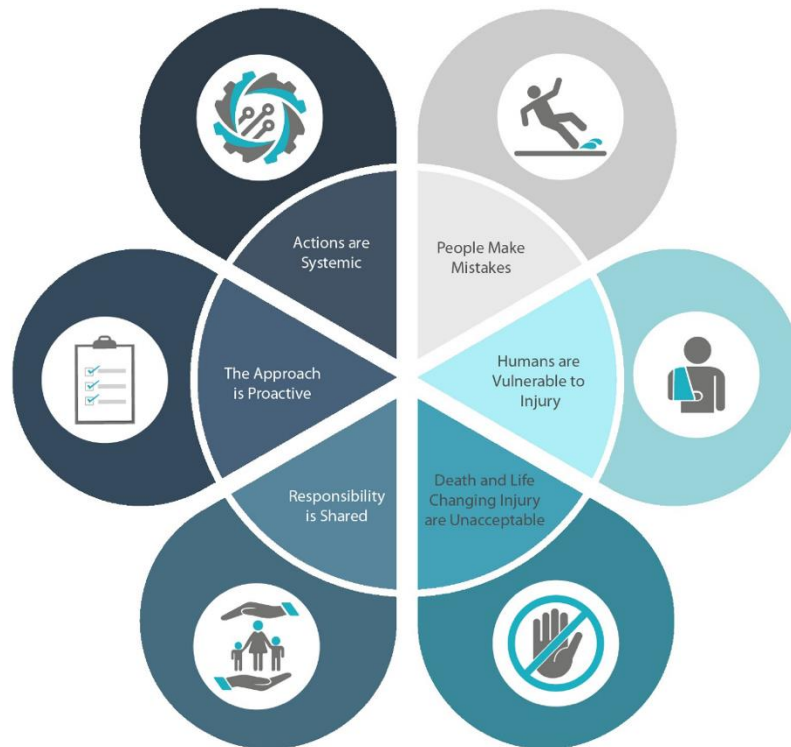 People Make
Mistakes
Humans are
Vulnerable to
Injury
Death and Life
Changing Injury
are Unacceptable
Responsibility
is Shared
The Approach
is Proactive
Actions are
Systemic